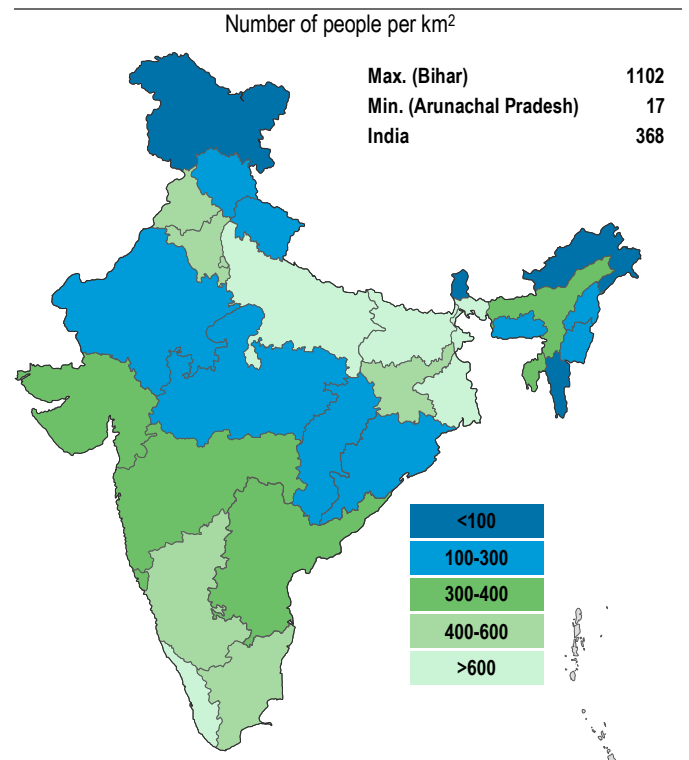 Number of people per km²
Max. (Bihar) 1102
Min. (Arunachal Pradesh) 17
India 368
<100
100-300
300-400
400-600
>600